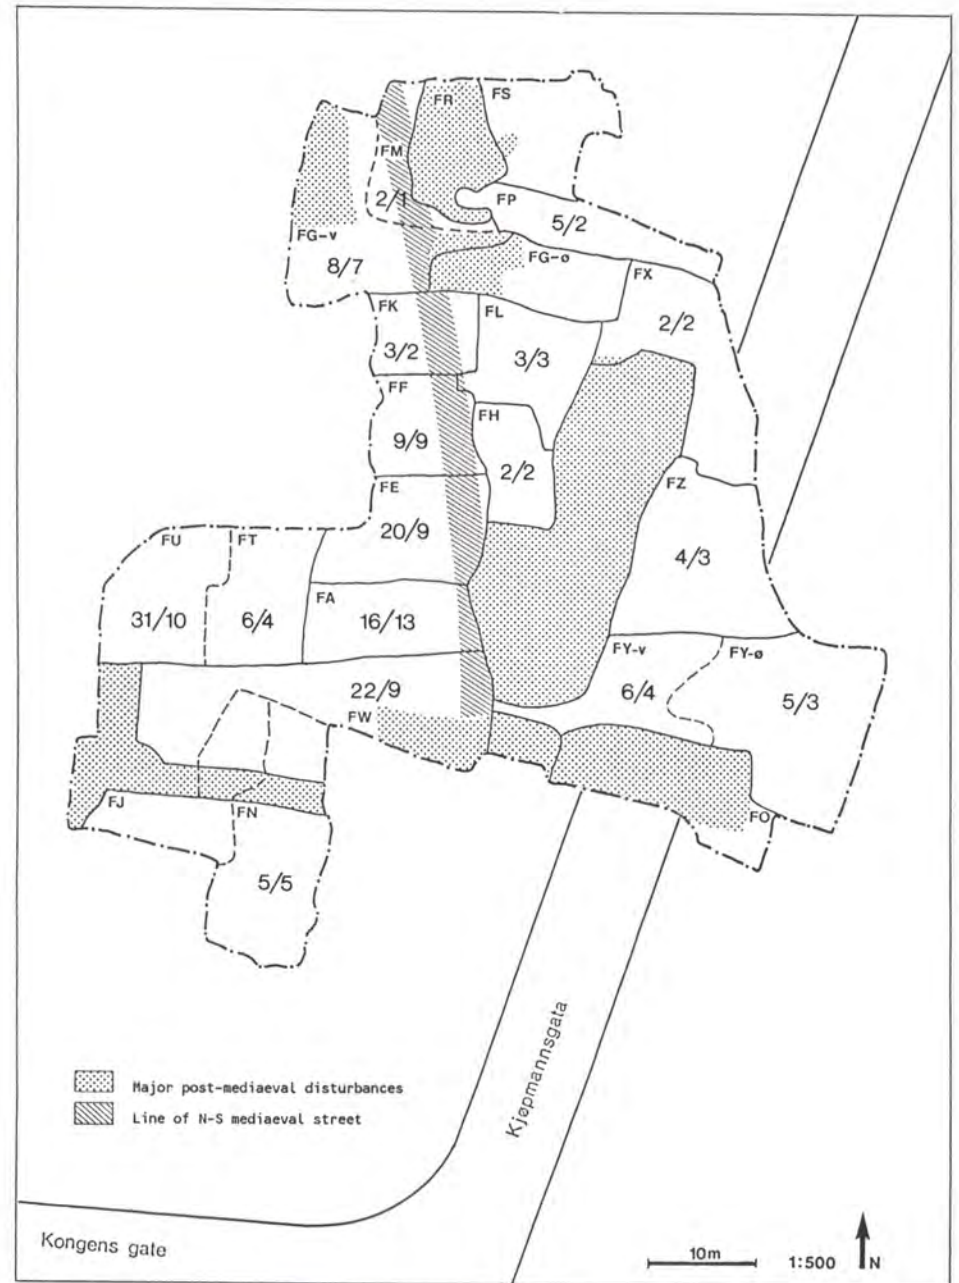 FR
FS
FM
2/1
FP
5/2
FG-v
8/7
FG-ø
FX
2/2
FK
3/2
FL
3/3
FF
9/9
FH
2/2
FE
20/9
FZ
4/3
FU
31/10
FT
6/4
FA
16/13
FY-v
6/4
FY-ø
5/3
22/9
FW
FJ
FN
5/5
FO
Kjøpmannsgata
Major post-mediaeval disturbances
Line of N-S mediaeval street
Kongens gate
10m
1:500
N